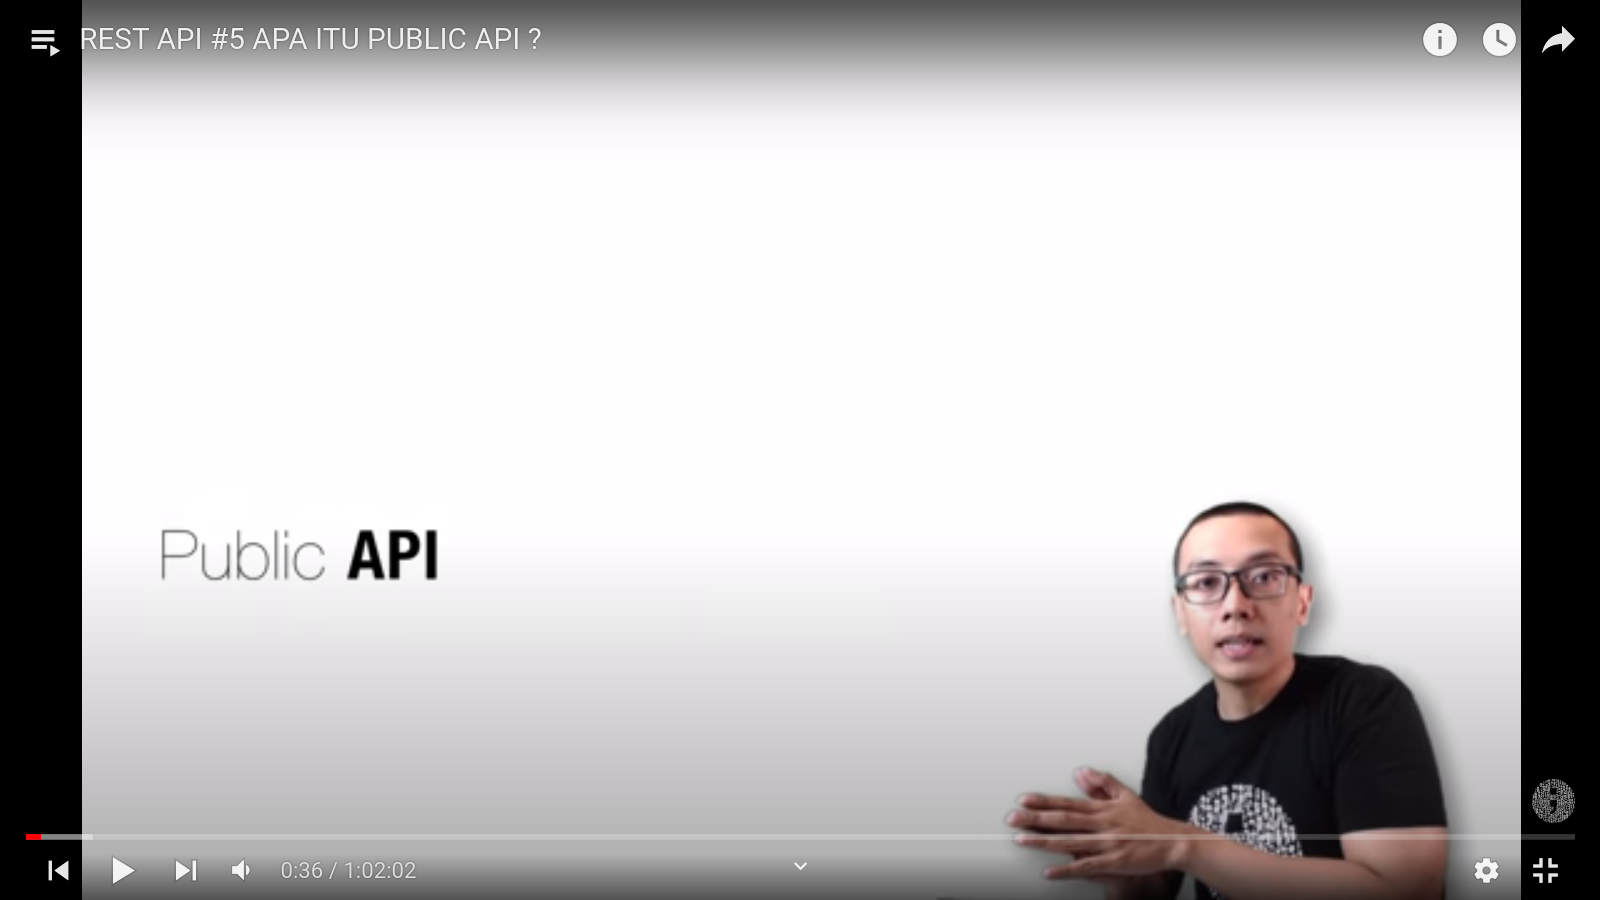 REST API #5 APA ITU PUBLIC API ?
Public API
0:36 / 1:02:02